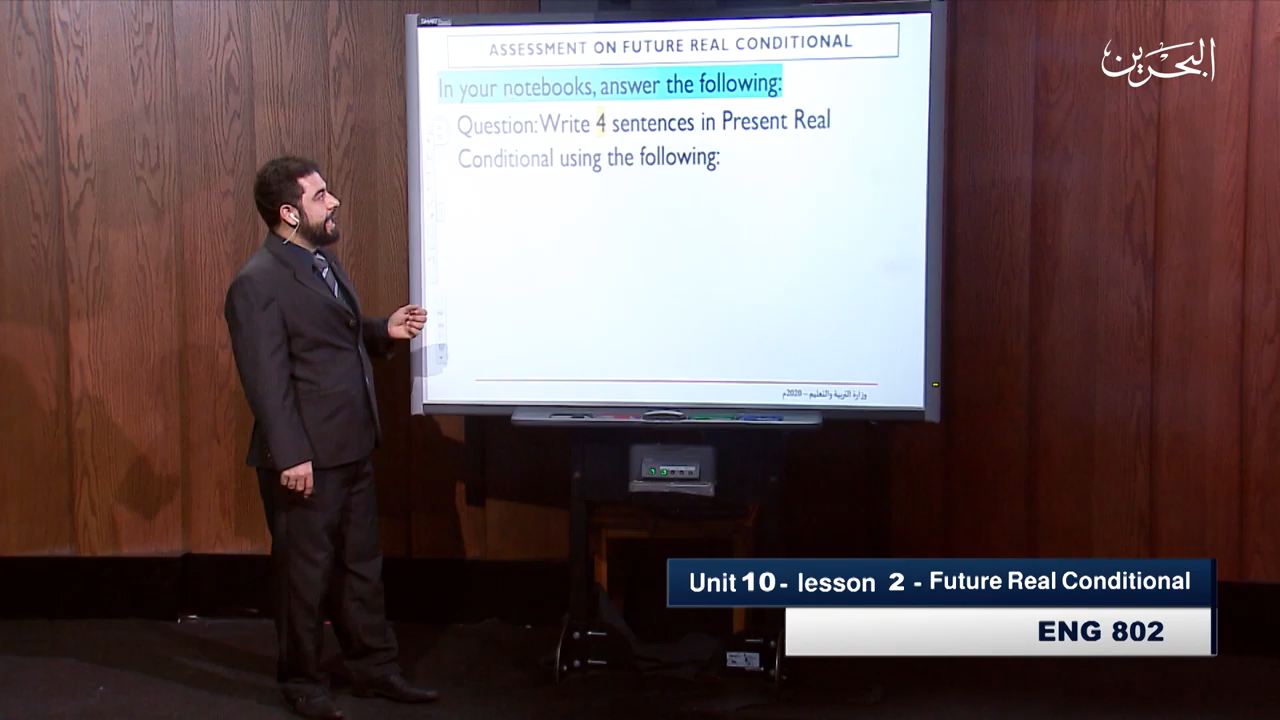 SMART
ASSESSMENT ON FUTURE REAL CONDITIONAL
البحرين
In your notebooks, answer the following:
Question: Write 4 sentences in Present Real
Conditional using the following:
وزارة التربية والتعليم – 2020م
Unit 10 - lesson 2 - Future Real Conditional
ENG 802